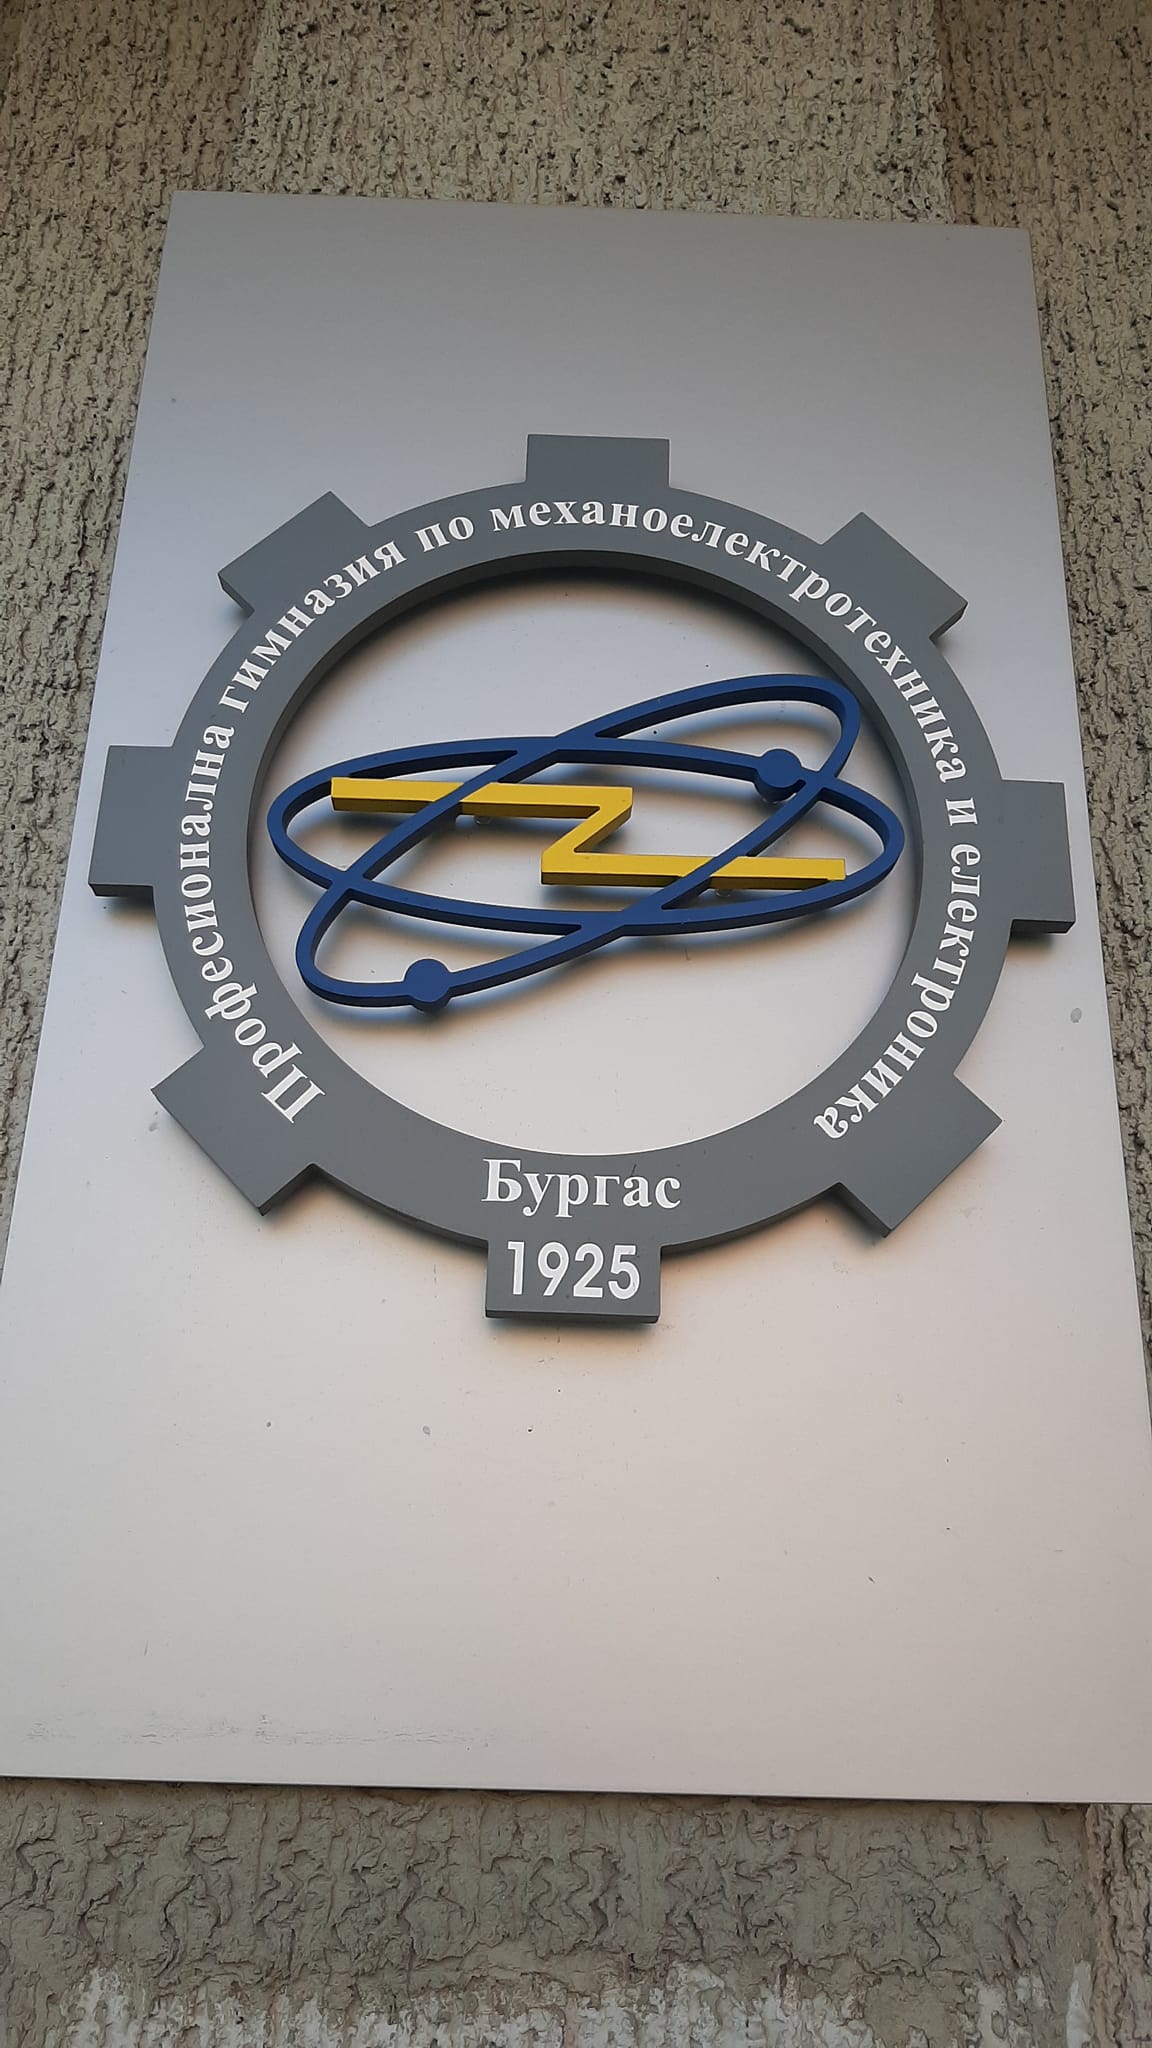 Професионална гимназия по механоелектротехника и електроника
Бургас
1925